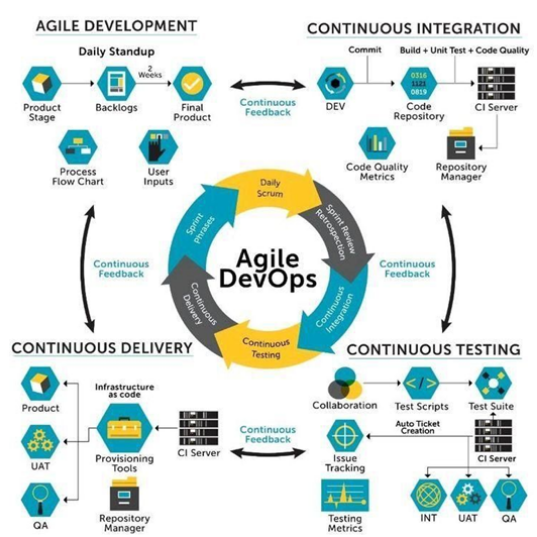 AGILE DEVELOPMENT
Daily Standup
2
Weeks
Product
Stage
Backlogs
Final
Product
Process
Flow Chart
User
Inputs
Continuous
Feedback
CONTINUOUS INTEGRATION
Commit
Build + Unit Test + Code Quality
DEV
0316
1121
0819
Code
Repository
CI Server
Code Quality
Metrics
Repository
Manager
Continuous
Feedback
Daily
Scrum
Sprint Review
Retrospection
Continuous
Integration
Continuous
Testing
Continuous
Delivery
Sprint
Phrases
Agile
DevOps
Continuous
Feedback
CONTINUOUS DELIVERY
Infrastructure
as code
Product
UAT
QA
Provisioning
Tools
CI Server
Repository
Manager
Continuous
Feedback
CONTINUOUS TESTING
Collaboration
</>
Test Scripts
Test Suite
Auto Ticket
Creation
Issue
Tracking
CI Server
Testing
Metrics
INT
UAT
QA